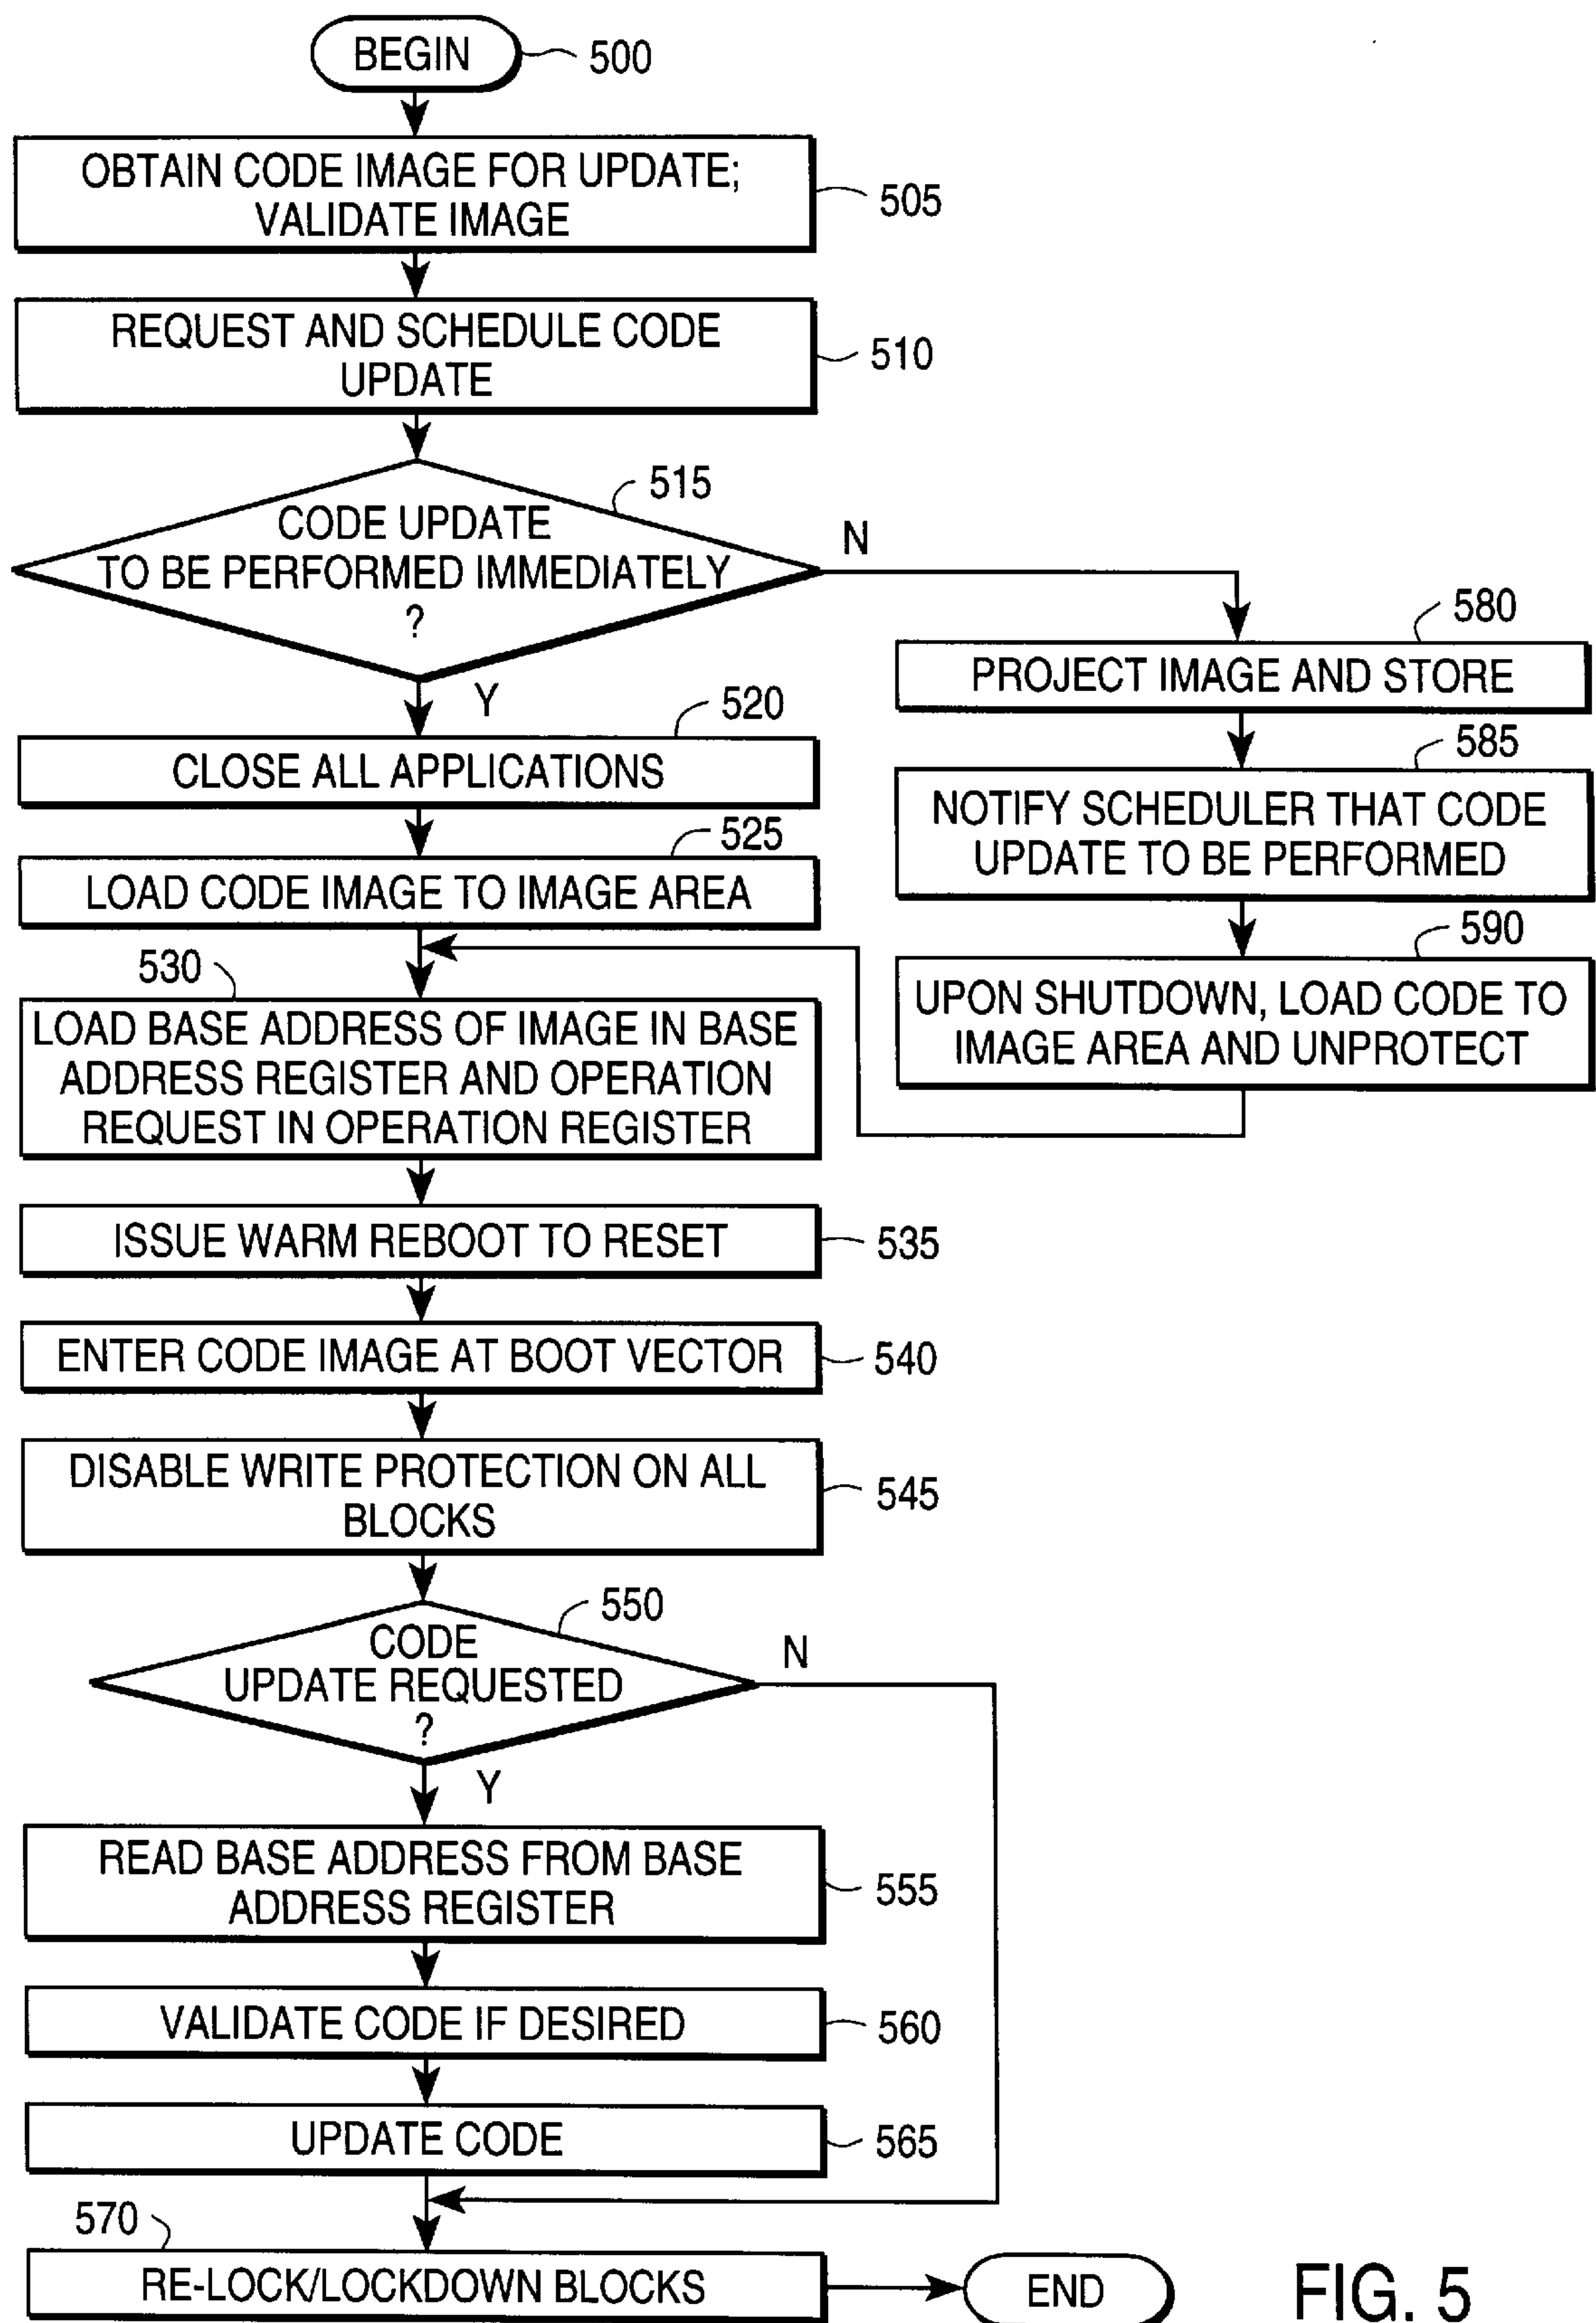 BEGIN
500
OBTAIN CODE IMAGE FOR UPDATE;
VALIDATE IMAGE
505
REQUEST AND SCHEDULE CODE
UPDATE
510
515
CODE UPDATE
TO BE PERFORMED IMMEDIATELY
?
N
Y
580
PROJECT IMAGE AND STORE
585
NOTIFY SCHEDULER THAT CODE
UPDATE TO BE PERFORMED
590
UPON SHUTDOWN, LOAD CODE TO
IMAGE AREA AND UNPROTECT
520
CLOSE ALL APPLICATIONS
525
LOAD CODE IMAGE TO IMAGE AREA
530
LOAD BASE ADDRESS OF IMAGE IN BASE
ADDRESS REGISTER AND OPERATION
REQUEST IN OPERATION REGISTER
ISSUE WARM REBOOT TO RESET
535
ENTER CODE IMAGE AT BOOT VECTOR
540
DISABLE WRITE PROTECTION ON ALL
BLOCKS
545
550
CODE
UPDATE REQUESTED
?
N
Y
READ BASE ADDRESS FROM BASE
ADDRESS REGISTER
555
VALIDATE CODE IF DESIRED
560
UPDATE CODE
565
570
RE-LOCK/LOCKDOWN BLOCKS
END
FIG. 5